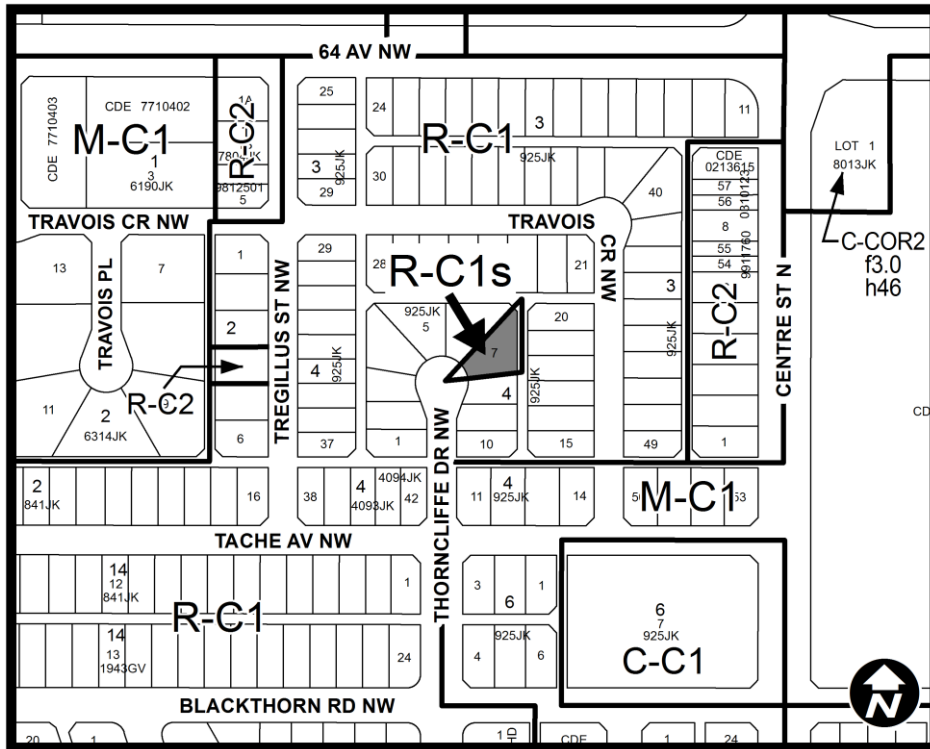 64 AV NW
25
24
11
1A
CDE 7710402
CDE 7710403
M-C1
1
3
6190JK
R-C2
9812501
5
3
925JK
29
R-C1
3
30
925JK
40
CDE
0213615
57
56
0310123
8
55
54
9911760
LOT 1
8013JK
C-COR2
f3.0
h46
TRAVOIS CR NW
TRAVOIS
CR NW
13
7
TRAVOIS PL
1
2
TREGILLUS ST NW
29
28
R-C1s
21
925JK
5
7
20
3
925JK
R-C2
CENTRE ST N
4
925JK
4
925JK
11
R-C2
2
6314JK
6
37
1
THORNCLIFFE DR NW
10
15
49
1
2
841JK
16
38
4
4093JK
4094JK
42
11
4
925JK
14
M-C1
53
TACHE AV NW
14
12
841JK
1
R-C1
14
13
1943GV
24
3
6
1
925JK
4
6
6
7
925JK
C-C1
BLACKTHORN RD NW
N
20
1
1
CDE
1
24